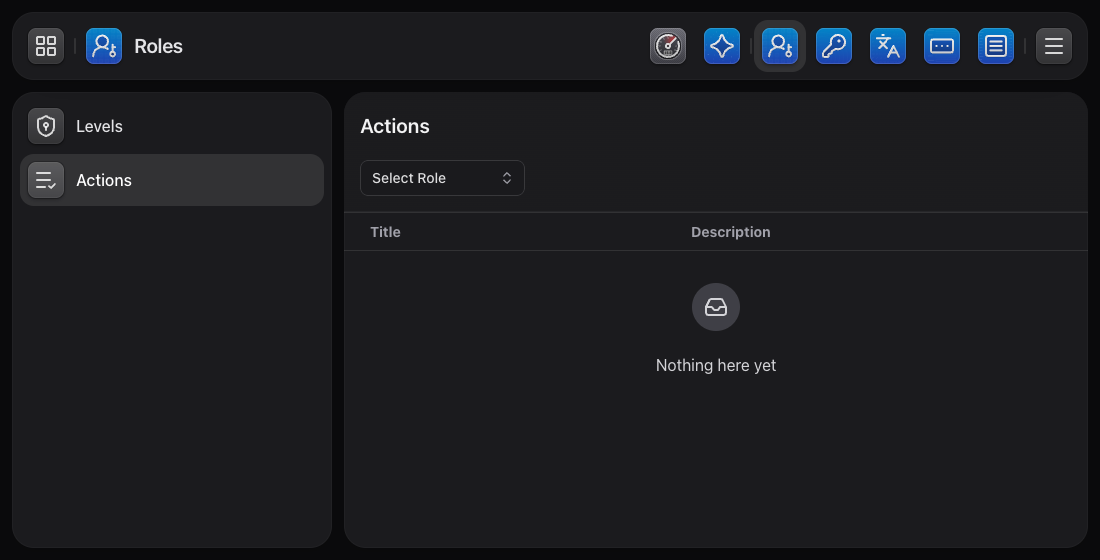 Roles
Levels
Actions
Actions
Select Role
Title Description
Nothing here yet